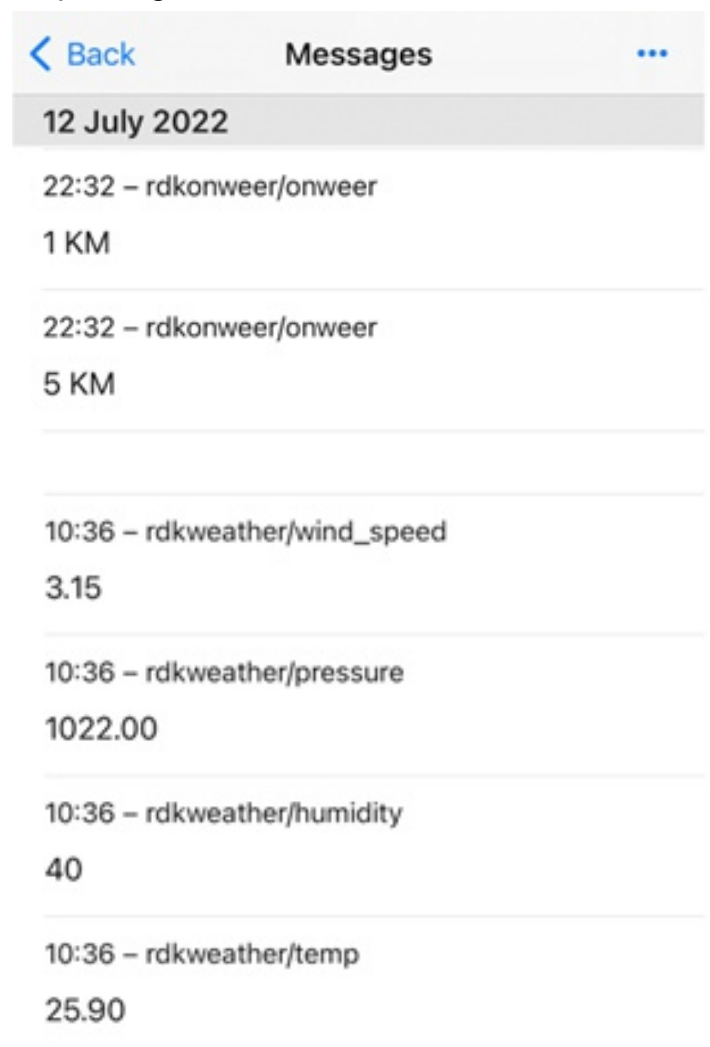 Back Messages ...
12 July 2022
22:32 – rdkonweer/onweer
1 KM
22:32 – rdkonweer/onweer
5 KM
10:36 – rdkweather/wind_speed
3.15
10:36 – rdkweather/pressure
1022.00
10:36 – rdkweather/humidity
40
10:36 – rdkweather/temp
25.90